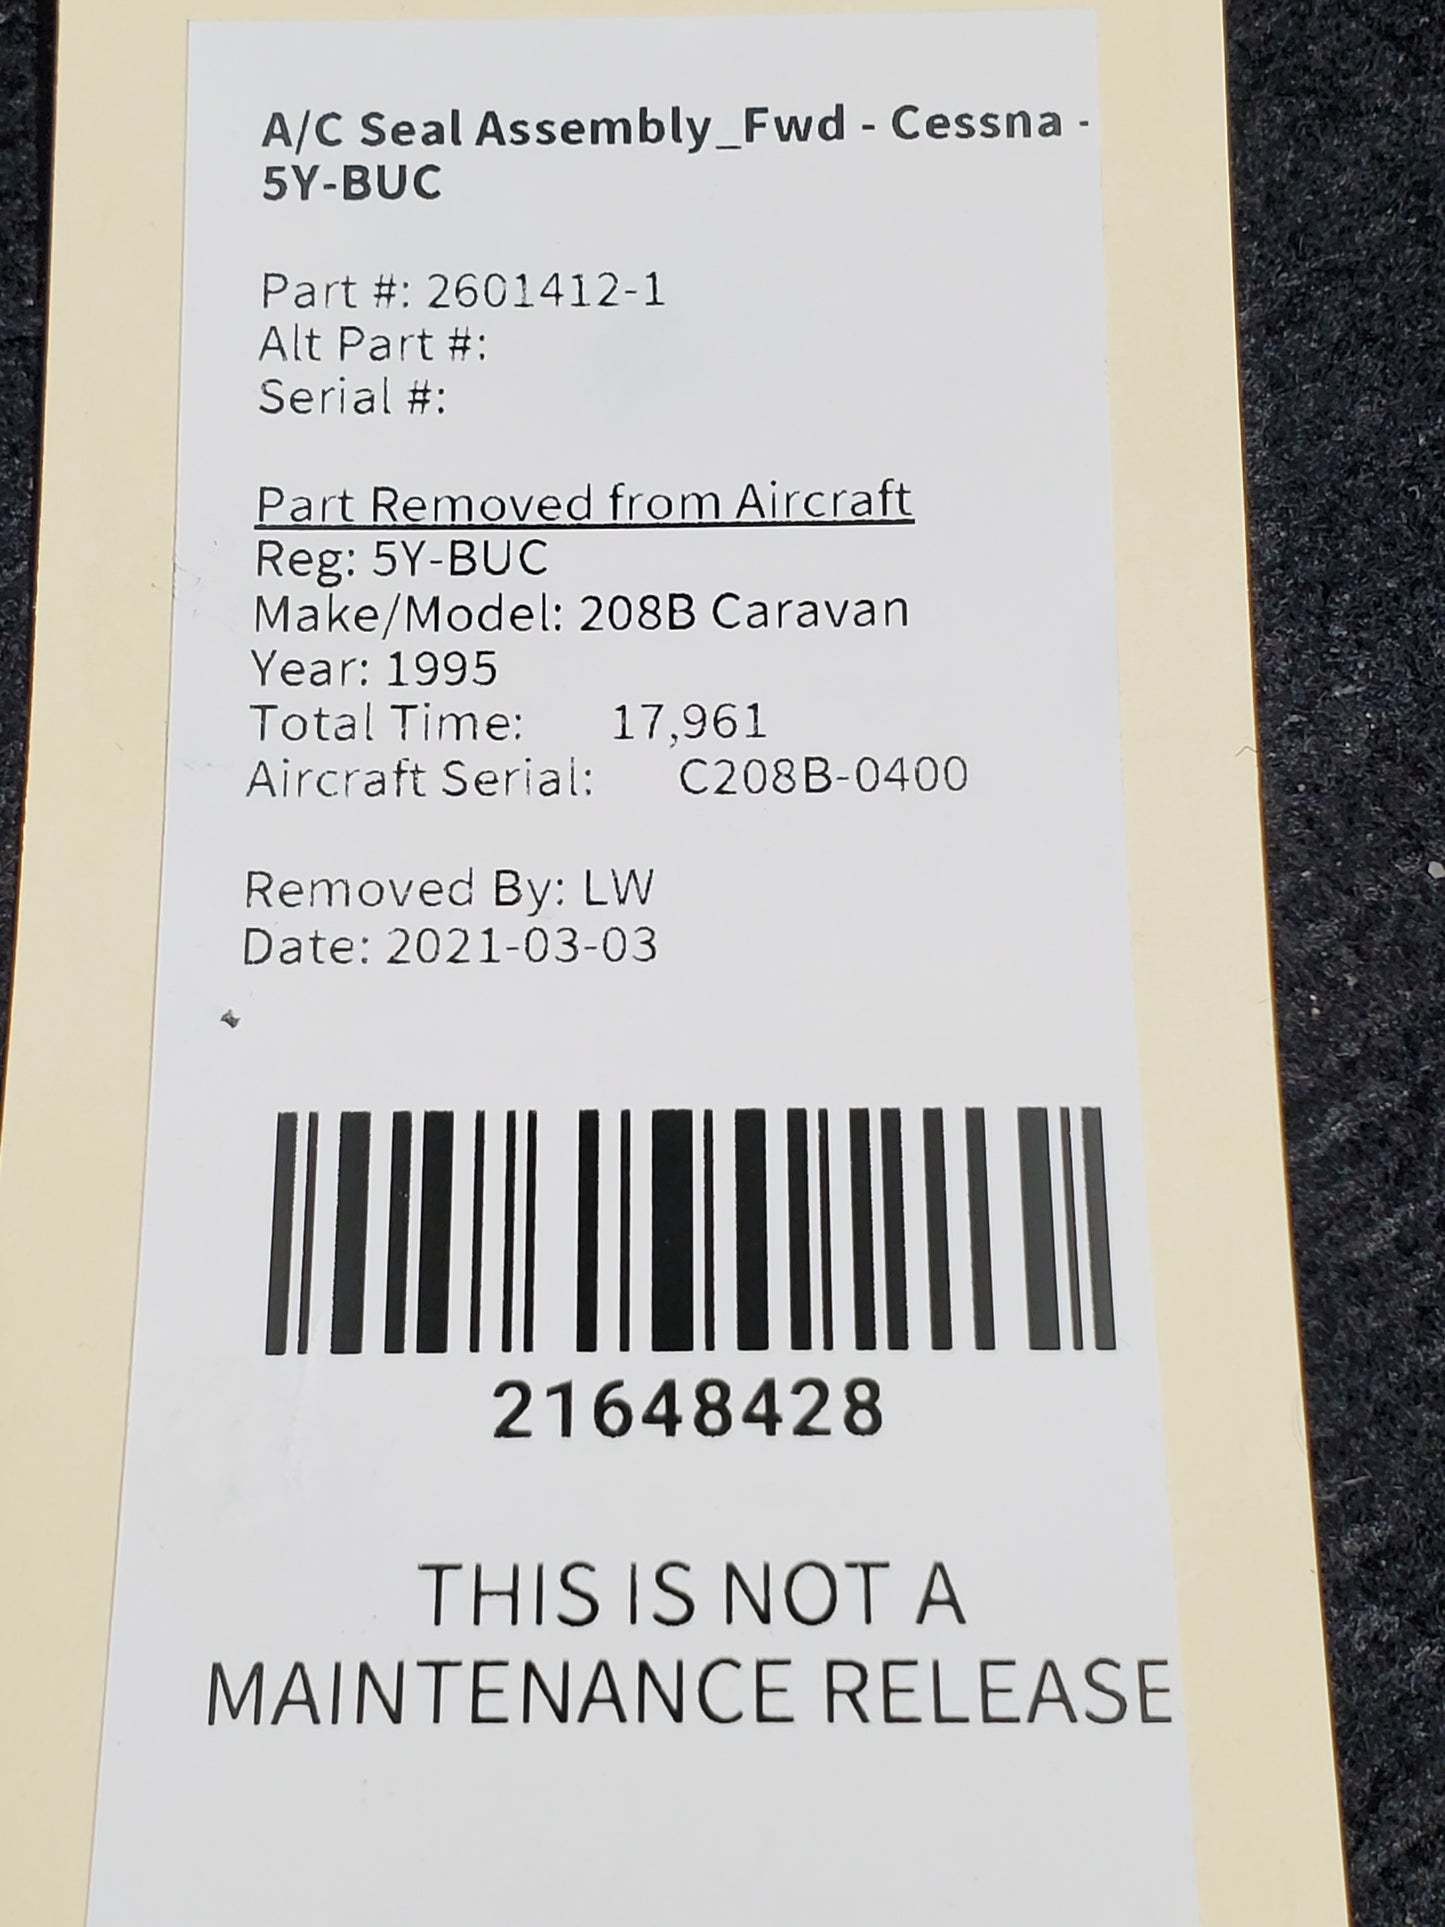 A/C Seal Assembly_Fwd - Cessna -
5Y-BUC
Part #: 2601412-1
Alt Part #:
Serial #:
Part Removed from Aircraft
Reg: 5Y-BUC
Make/Model: 208B Caravan
Year: 1995
Total Time: 17,961
Aircraft Serial: C208B-0400
Removed By: LW
Date: 2021-03-03
21648428
THIS IS NOT A
MAINTENANCE RELEASE